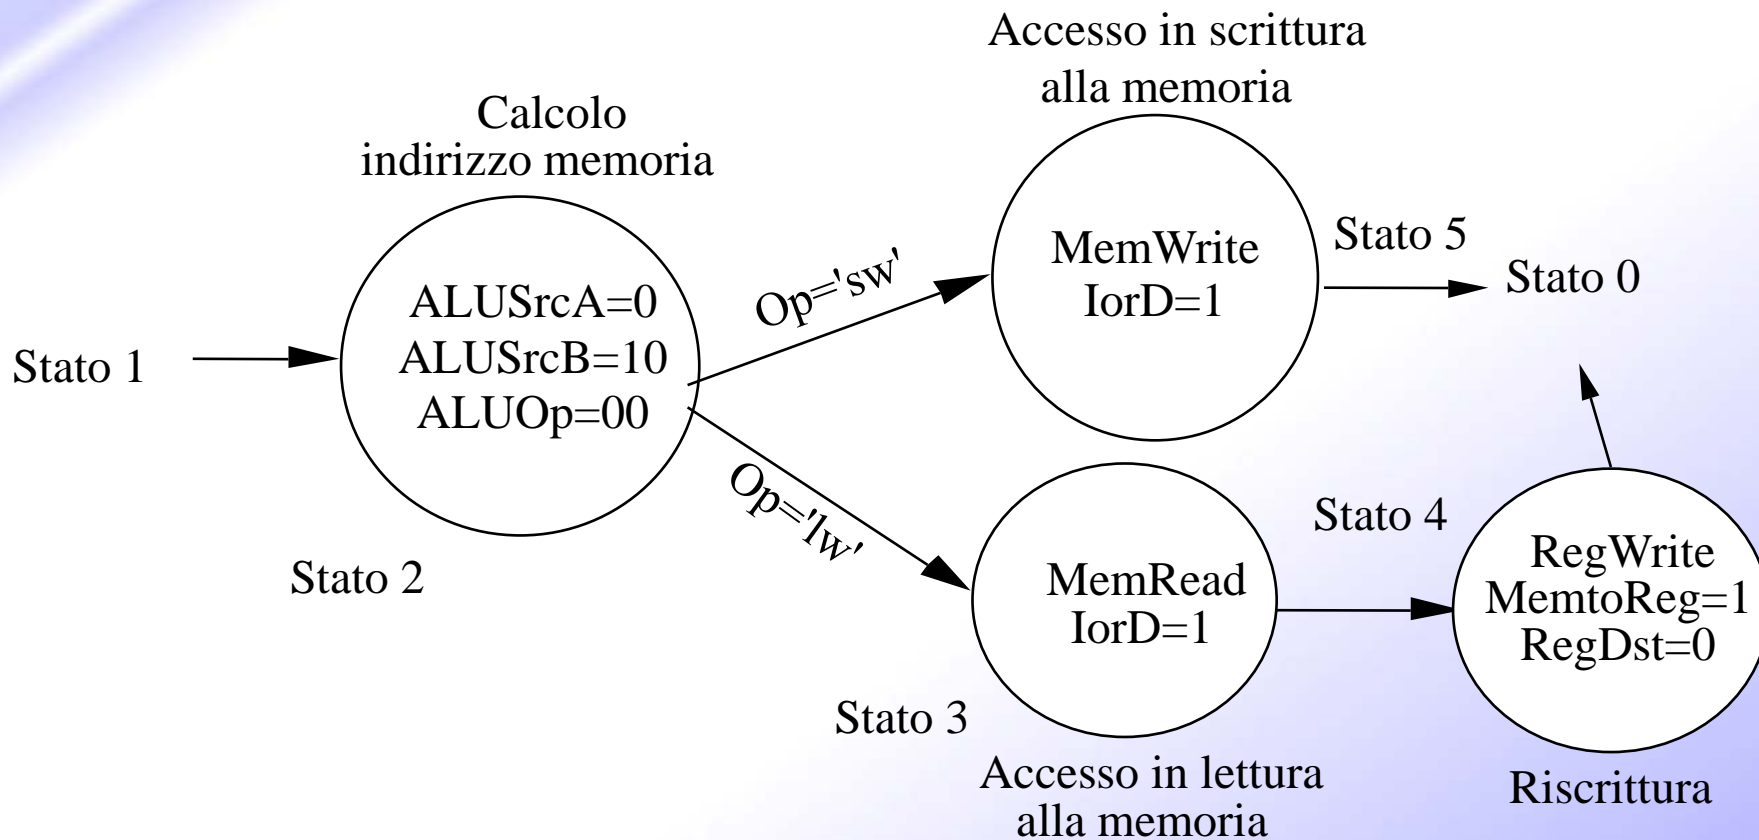 Accesso in scrittura
alla memoria
Calcolo
indirizzo memoria
Stato 1
ALUSrcA=0
ALUSrcB=10
ALUOp=00
Stato 2
Op='sw'
MemWrite
IorD=1
Stato 5
Stato 0
Op='lw'
MemRead
IorD=1
Stato 3
Accesso in lettura
alla memoria
Stato 4
RegWrite
MemtoReg=1
RegDst=0
Riscrittura